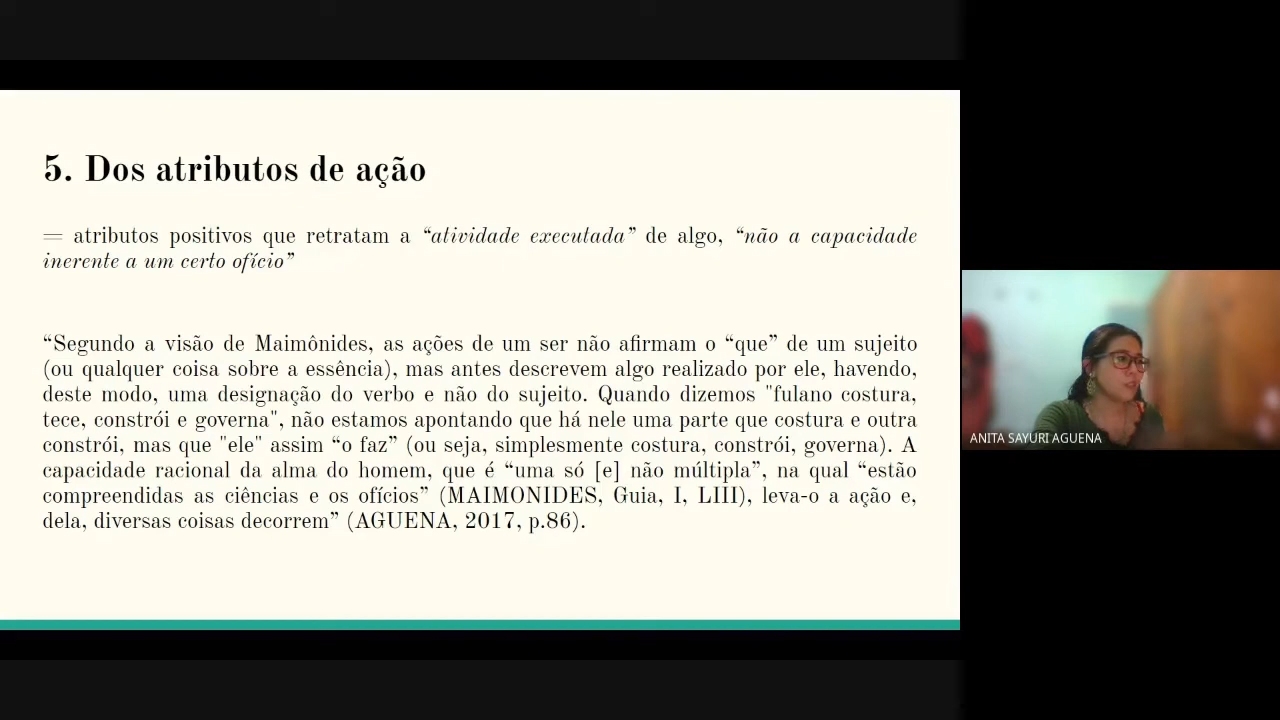 5. Dos atributos de ação
= atributos positivos que retratam a “atividade executada” de algo, “não a capacidade
inerente a um certo ofício”
“Segundo a visão de Maimônides, as ações de um ser não afirmam o “que” de um sujeito
(ou qualquer coisa sobre a essência), mas antes descrevem algo realizado por ele, havendo,
deste modo, uma designação do verbo e não do sujeito. Quando dizemos "fulano costura,
tece, constrói e governa", não estamos apontando que há nele uma parte que costura e outra
constrói, mas que "ele" assim “o faz” (ou seja, simplesmente costura, constrói, governa). A
capacidade racional da alma do homem, que é “uma só [e] não múltipla”, na qual “estão
compreendidas as ciências e os ofícios” (MAIMONIDES, Guia, I, LIII), leva-o a ação e,
dela, diversas coisas decorrem” (AGUENA, 2017, p.86).
ANITA SAYURI AGUENA